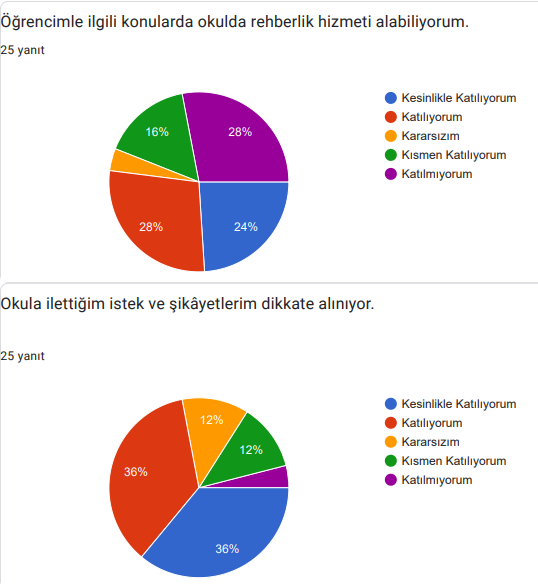 Öğrencimle ilgili konularda okulda rehberlik hizmeti alabiliyorum.
25 yanıt
Kesinlikle Katılıyorum
Katılıyorum
Kararsızım
Kısmen Katılıyorum
Katılmıyorum
16%
28%
28%
24%
Okula ilettiğim istek ve şikâyetlerim dikkate alınıyor.
25 yanıt
Kesinlikle Katılıyorum
Katılıyorum
Kararsızım
Kısmen Katılıyorum
Katılmıyorum
12%
12%
36%
36%